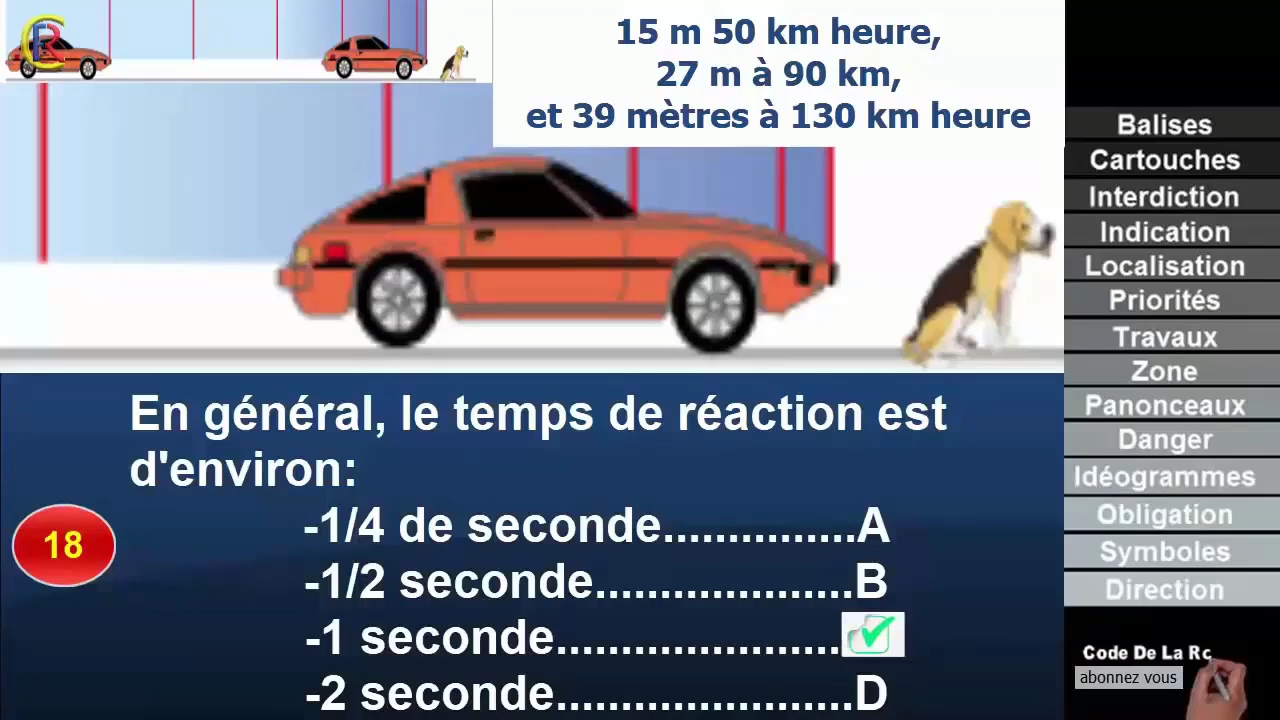 15 m 50 km heure,
27 m à 90 km,
et 39 mètres à 130 km heure
Balises
Cartouches
Interdiction
Indication
Localisation
Priorités
Travaux
Zone
Panonceaux
Danger
Idéogrammes
Obligation
Symboles
Direction
En général, le temps de réaction est
d'environ:
-1/4 de seconde...............A
-1/2 seconde....................B
-1 seconde......................
-2 seconde.......................D
18
Code De La Rc
abonnez vous